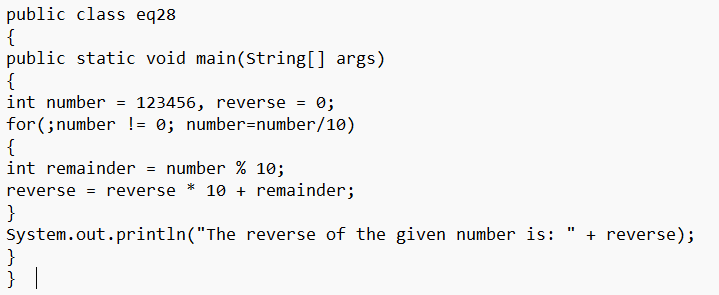 public class eq28
{
public static void main(String[] args)
{
int number = 123456, reverse = 0;
for(;number != 0; number=number/10)
{
int remainder = number % 10;
reverse = reverse * 10 + remainder;
}
System.out.println("The reverse of the given number is: " + reverse);
}
}